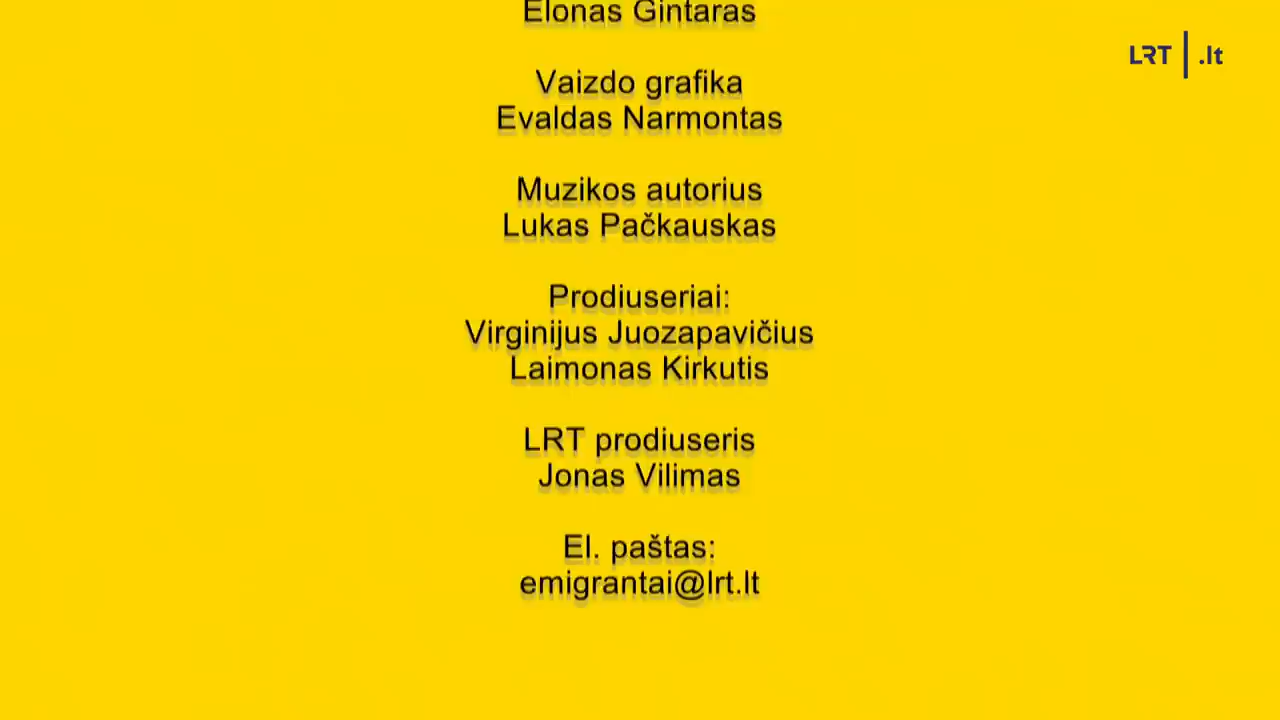 Elonas Gintaras
LRT | .lt
Vaizdo grafika
Evaldas Narmontas
Muzikos autorius
Lukas Pačkauskas
Prodiuseriai:
Virginijus Juozapavičius
Laimonas Kirkutis
LRT prodiuseris
Jonas Vilimas
El. paštas:
emigrantai@lrt.lt